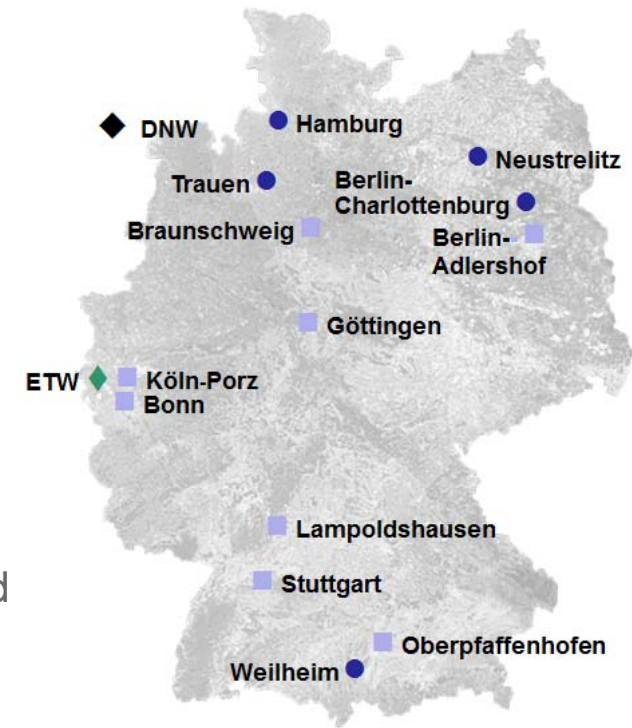 DNW
Hamburg
Neustrelitz
Trauen
Berlin-
Charlottenburg
Braunschweig
Berlin-
Adlershof
Göttingen
ETW
Köln-Porz
Bonn
Lampoldshausen
d
Stuttgart
Oberpfaffenhofen
Weilheim